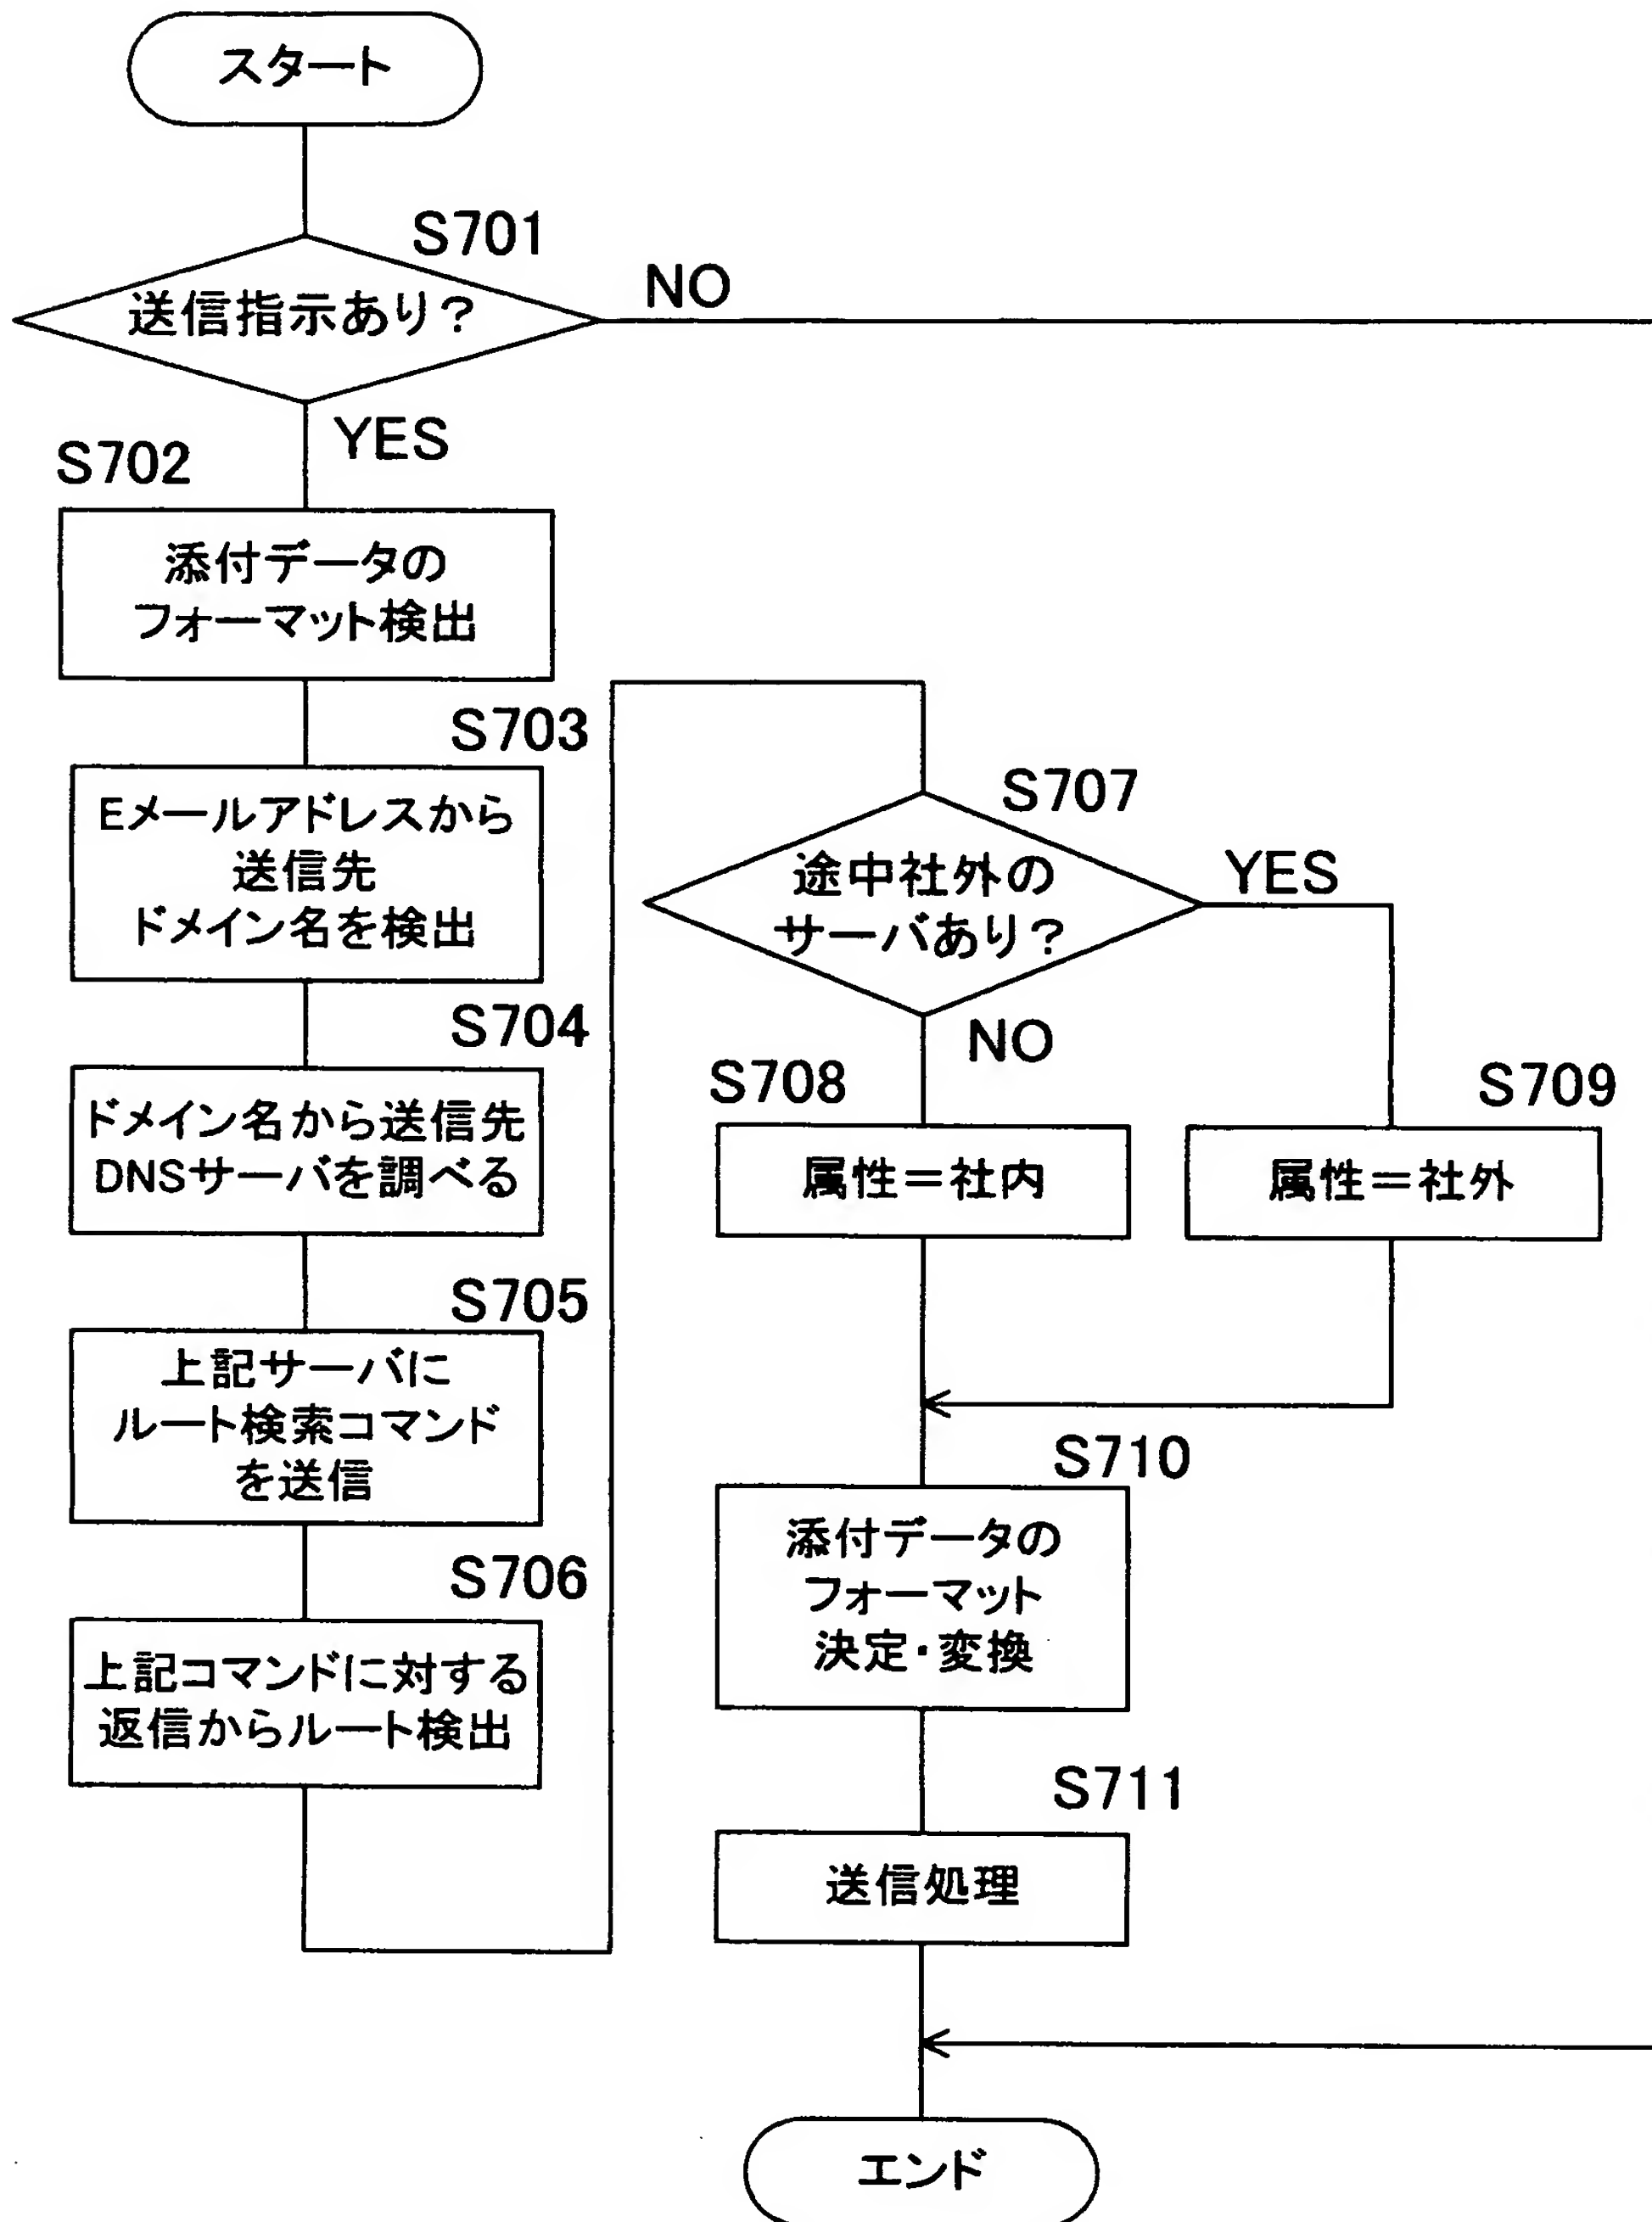 スタート
S701
送信指示あり？
NO
YES
S702
添付データの
フォーマット検出
S703
Eメールアドレスから
送信先
ドメイン名を検出
S704
ドメイン名から送信先
DNSサーバを調べる
S705
上記サーバに
ルート検索コマンド
を送信
S706
上記コマンドに対する
返信からルート検出
S707
途中社外の
サーバあり？
YES
NO
S708
属性＝社内
S709
属性＝社外
S710
添付データの
フォーマット
決定・変換
S711
送信処理
エンド